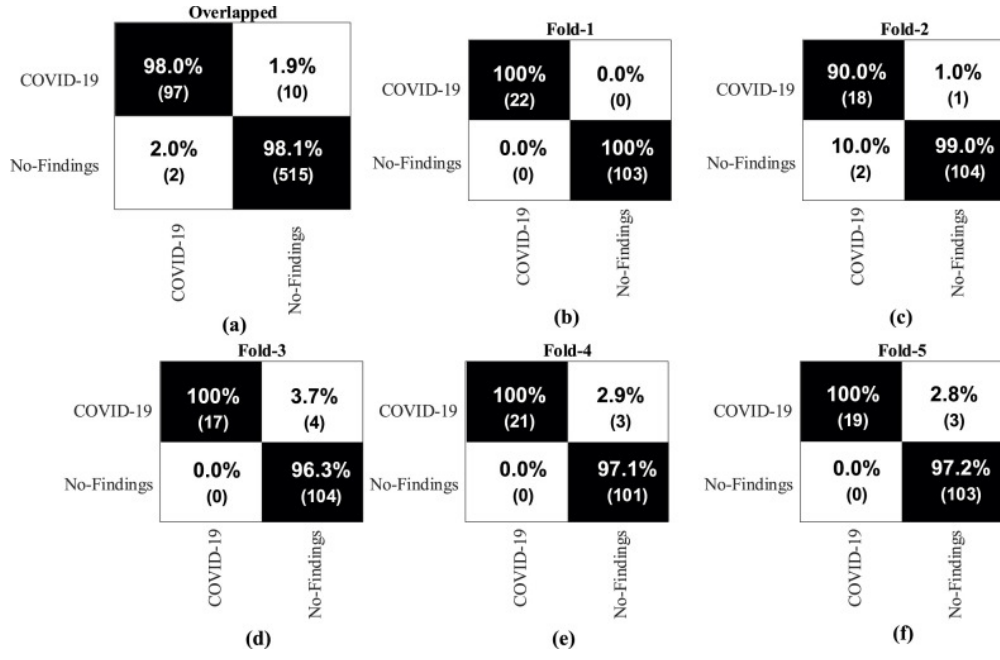 Overlapped
COVID-19
98.0%
(97)
1.9%
(10)
No-Findings
2.0%
(2)
98.1%
(515)
COVID-19
No-Findings
(a)
Fold-1
COVID-19
100%
(22)
0.0%
(0)
No-Findings
0.0%
(0)
100%
(103)
COVID-19
No-Findings
(b)
Fold-2
COVID-19
90.0%
(18)
1.0%
(1)
No-Findings
10.0%
(2)
99.0%
(104)
COVID-19
No-Findings
(c)
Fold-3
COVID-19
100%
(17)
3.7%
(4)
No-Findings
0.0%
(0)
96.3%
(104)
COVID-19
No-Findings
(d)
Fold-4
COVID-19
100%
(21)
2.9%
(3)
No-Findings
0.0%
(0)
97.1%
(101)
COVID-19
No-Findings
(e)
Fold-5
COVID-19
100%
(19)
2.8%
(3)
No-Findings
0.0%
(0)
97.2%
(103)
COVID-19
No-Findings
(f)